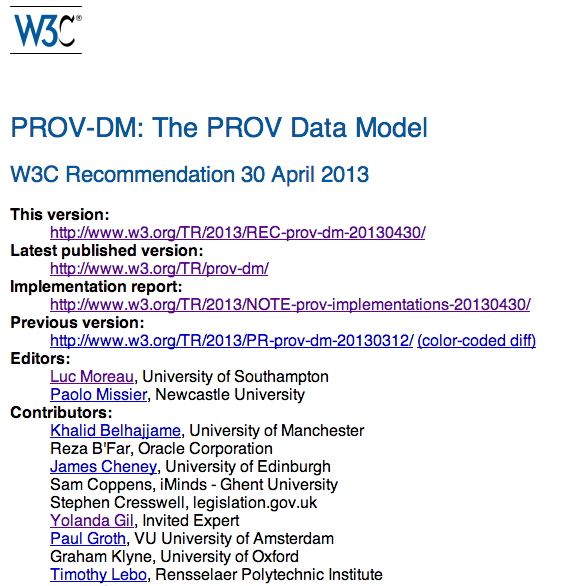 W3C®
PROV-DM: The PROV Data Model
W3C Recommendation 30 April 2013
This version:
http://www.w3.org/TR/2013/REC-prov-dm-20130430/
Latest published version:
http://www.w3.org/TR/prov-dm/
Implementation report:
http://www.w3.org/TR/2013/NOTE-prov-implementations-20130430/
Previous version:
http://www.w3.org/TR/2013/PR-prov-dm-20130312/ (color-coded diff)
Editors:
Luc Moreau, University of Southampton
Paolo Missier, Newcastle University
Contributors:
Khalid Belhajjame, University of Manchester
Reza B'Far, Oracle Corporation
James Cheney, University of Edinburgh
Sam Coppens, iMinds - Ghent University
Stephen Cresswell, legislation.gov.uk
Yolanda Gil, Invited Expert
Paul Groth, VU University of Amsterdam
Graham Klyne, University of Oxford
Timothy Lebo, Rensselaer Polytechnic Institute